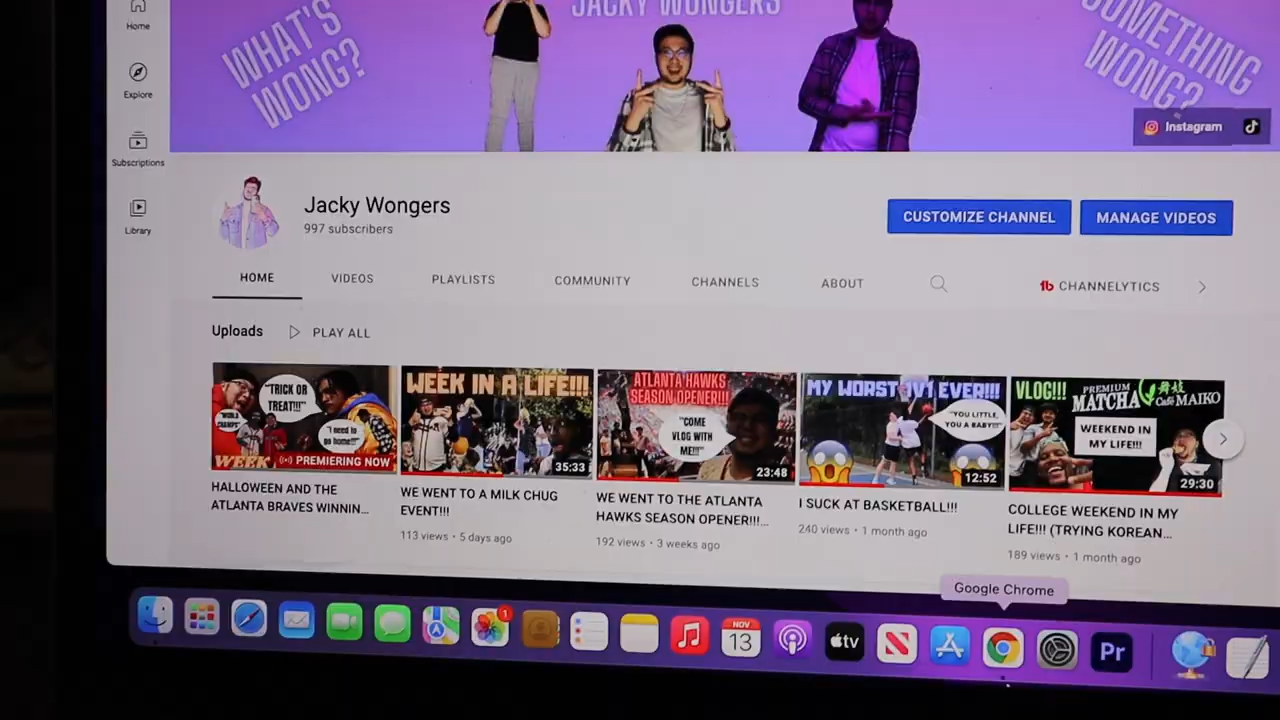 Home
JACKY WONGERS
WHAT'S
WONG?
SOMETHING
WONG?
Explore
Instagram
Subscriptions
Jacky Wongers
997 subscribers
CUSTOMIZE CHANNEL
MANAGE VIDEOS
Library
HOME
VIDEOS
PLAYLISTS
COMMUNITY
CHANNELS
ABOUT
CHANNELYTICS
Uploads
PLAY ALL
"TRICK OR
TREAT!!!"
"WORLD
CHAMPS"
"I need to
go home!!!"
WEEK
PREMIERING NOW
HALLOWEEN AND THE
ATLANTA BRAVES WINNIN...
WEEK IN A LIFE!!!
35:33
WE WENT TO A MILK CHUG
EVENT!!!
113 views • 5 days ago
ATLANTA HAWKS
SEASON OPENER!!!
"COME
VLOG WITH
ME!!!"
23:48
WE WENT TO THE ATLANTA
HAWKS SEASON OPENER!!!...
192 views • 3 weeks ago
MY WORST 1V1 EVER!!!
"YOU LITTLE,
YOU A BABY!!"
12:52
I SUCK AT BASKETBALL!!!
240 views • 1 month ago
VLOG!!!
PREMIUM
MATCHA
Café MAIKO
WEEKEND IN
MY LIFE!!!
29:30
COLLEGE WEEKEND IN MY
LIFE!!! (TRYING KOREAN...
189 views • 1 month ago
Google Chrome
1
NOV
13
tv
Pr